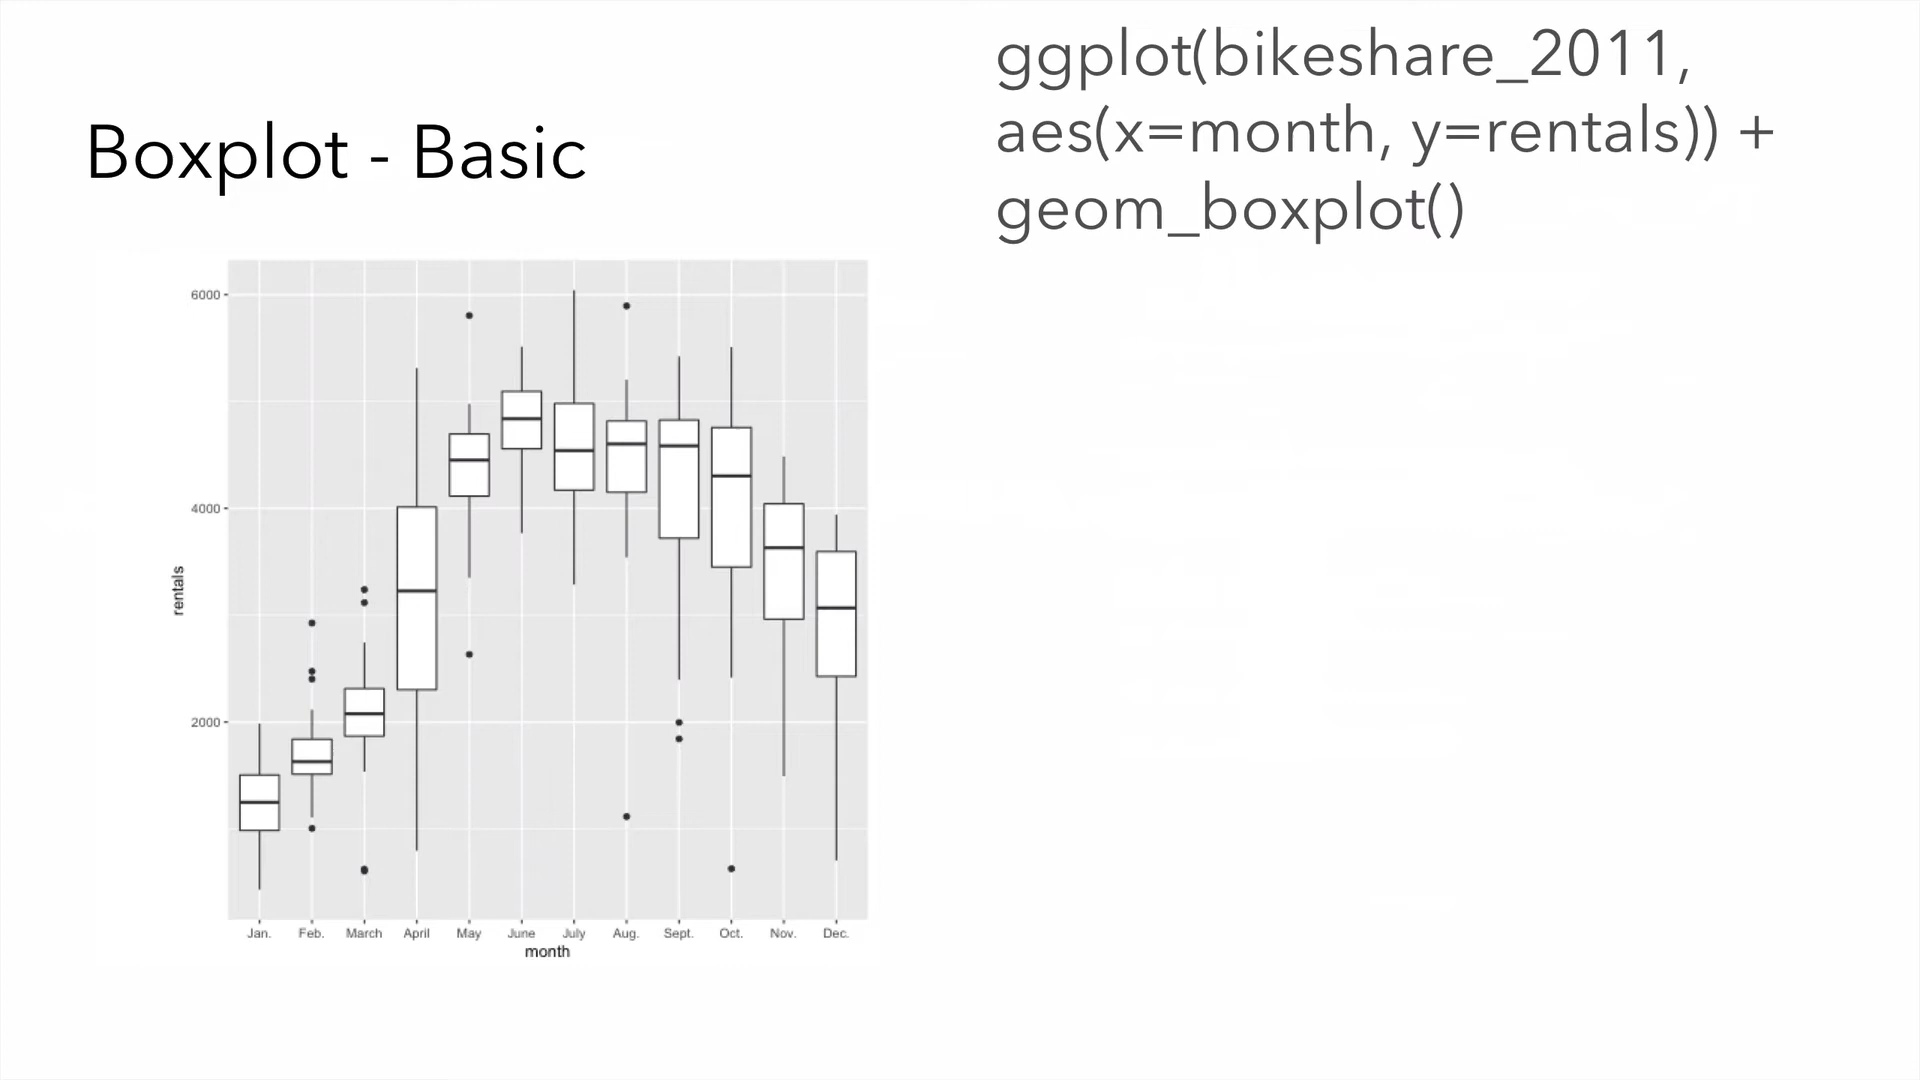 ggplot(bikeshare_2011,
aes(x=month, y=rentals)) +
geom_boxplot()
Boxplot - Basic
6000
4000
2000
rentals
Jan. Feb. March April May June July Aug. Sept. Oct. Nov. Dec.
month